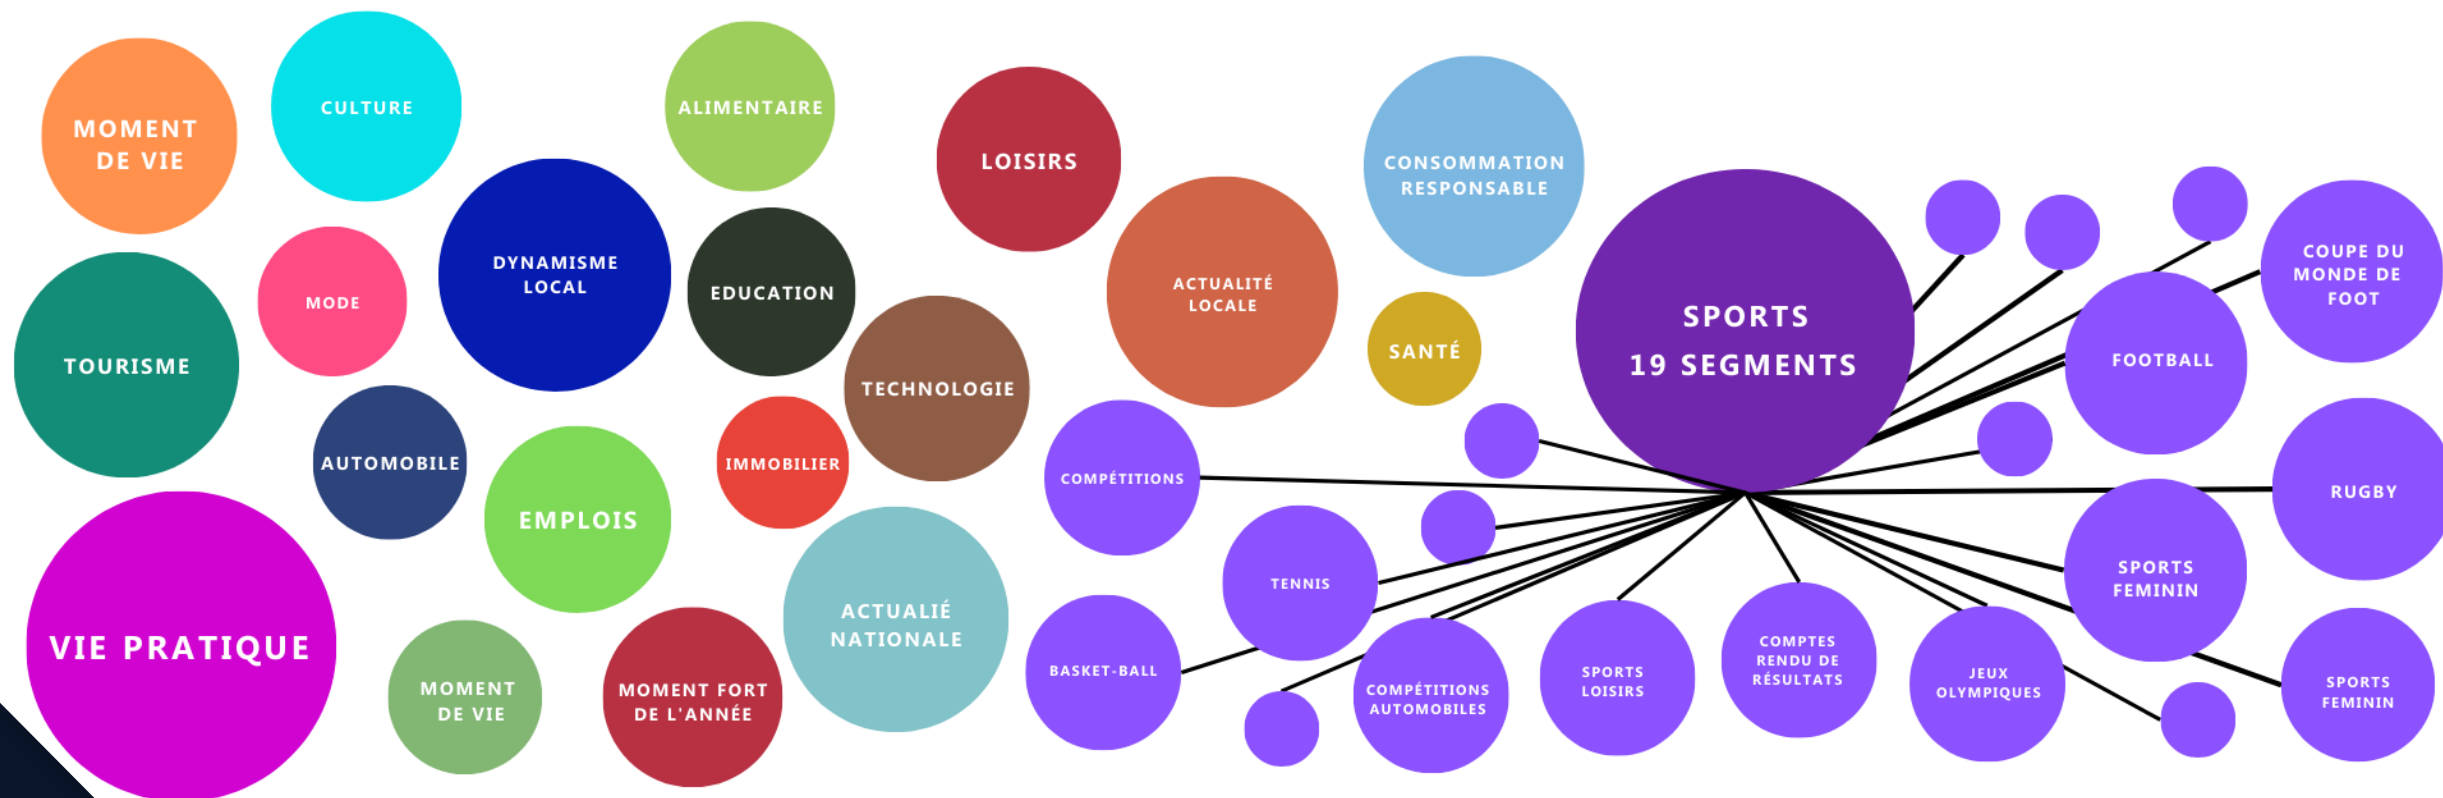 MOMENT
DE VIE
CULTURE
ALIMENTAIRE
LOISIRS
CONSOMMATION
RESPONSABLE
DYNAMISME
LOCAL
MODE
EDUCATION
ACTUALITÉ
LOCALE
SANTÉ
SPORTS
19 SEGMENTS
COUPE DU
MONDE DE
FOOT
FOOTBALL
TOURISME
TECHNOLOGIE
AUTOMOBILE
EMPLOIS
IMMOBILIER
COMPÉTITIONS
RUGBY
VIE PRATIQUE
MOMENT
DE VIE
MOMENT FORT
DE L'ANNÉE
ACTUALIÉ
NATIONALE
TENNIS
BASKET-BALL
COMPÉTITIONS
AUTOMOBILES
SPORTS
LOISIRS
COMPTES
RENDU DE
RÉSULTATS
JEUX
OLYMPIQUES
SPORTS
FEMININ
SPORTS
FEMININ